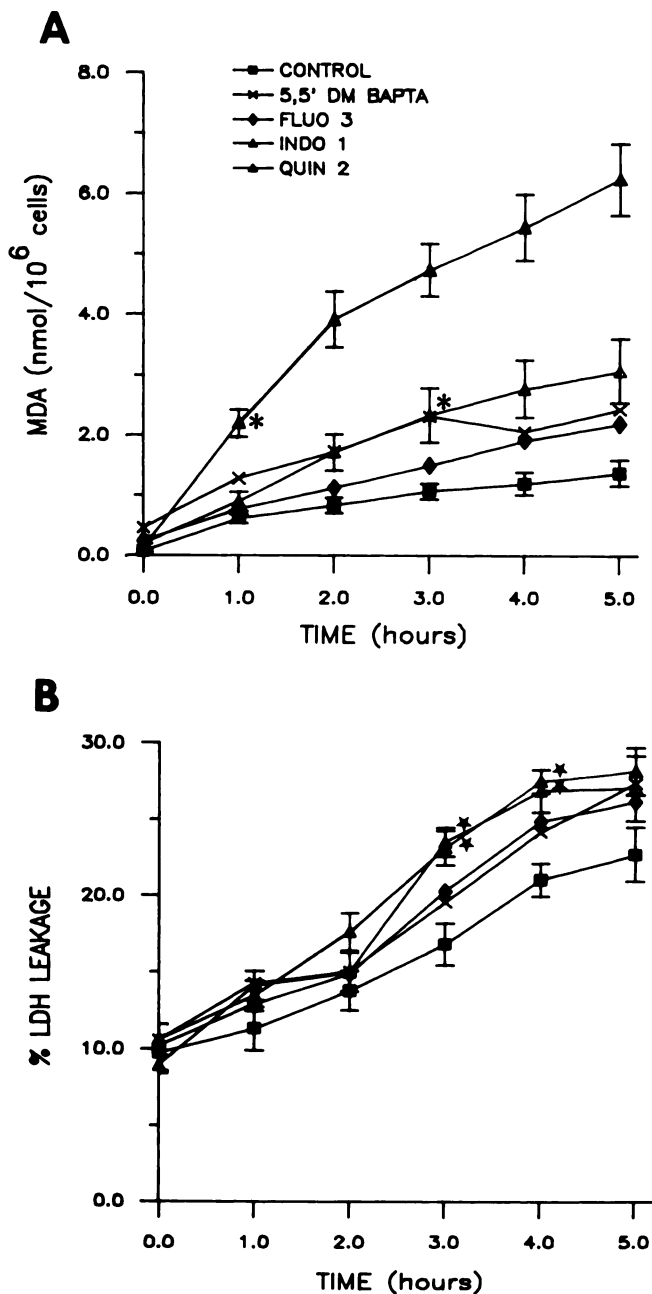 A
8.0
6.0
4.0
2.0
0.0
MDA (nmol/10^6 cells)
CONTROL
5,5' DM BAPTA
FLUO 3
INDO 1
QUIN 2
*
*
0.0 1.0 2.0 3.0 4.0 5.0
TIME (hours)
B
30.0
20.0
10.0
0.0
% LDH LEAKAGE
0.0 1.0 2.0 3.0 4.0 5.0
TIME (hours)